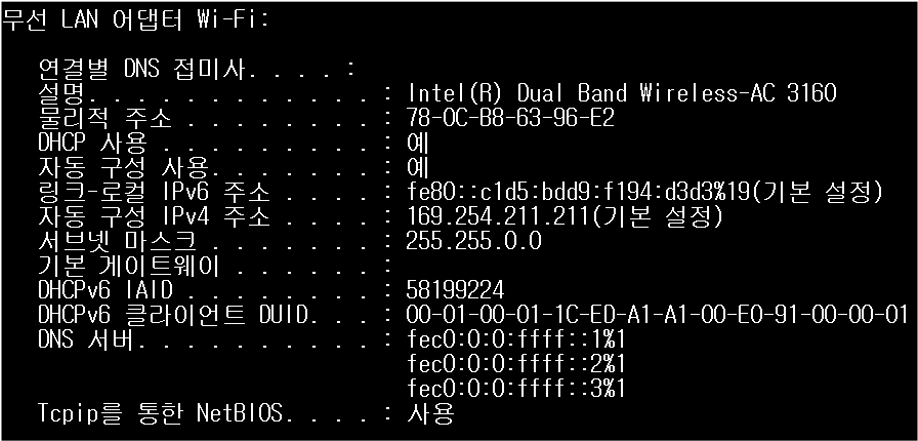 무선 LAN 어댑터 Wi-Fi:
연결별 DNS 접미사. . . . :
설명. . . . . . . . . . . . : Intel(R) Dual Band Wireless-AC 3160
물리적 주소 . . . . . . . . : 78-0C-B8-63-96-E2
DHCP 사용 . . . . . . . . . : 예
자동 구성 사용. . . . . . . : 예
링크-로컬 IPv6 주소 . . . . : fe80::c1d5:bdd9:f194:d3d3%19(기본 설정)
자동 구성 IPv4 주소 . . . . : 169.254.211.211(기본 설정)
서브넷 마스크 . . . . . . . : 255.255.0.0
기본 게이트웨이 . . . . . . :
DHCPv6 IAID . . . . . . . . : 58199224
DHCPv6 클라이언트 DUID. . . : 00-01-00-01-1C-ED-A1-A1-00-E0-91-00-00-01
DNS 서버. . . . . . . . . . : fec0:0:0:ffff::1%1
fec0:0:0:ffff::2%1
fec0:0:0:ffff::3%1
Tcpip를 통한 NetBIOS. . . . : 사용